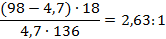 (98 − 4,7) · 18
4,7 · 136
= 2,63:1